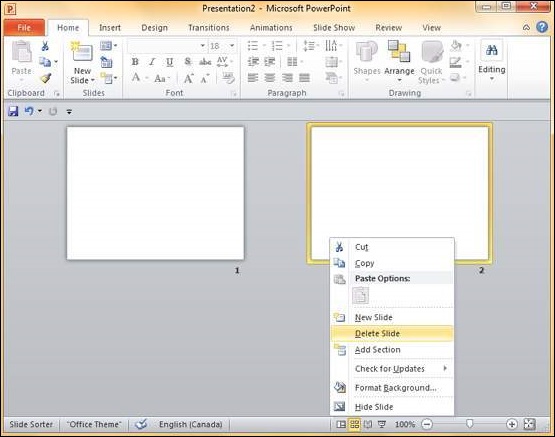 Presentation2 - Microsoft PowerPoint
File Home Insert Design Transitions Animations Slide Show Review View
Paste New Slide Shapes Arrange Quick Styles Editing
18
B I U S abc AV
Aa A A A
Clipboard Slides Font Paragraph Drawing
1 2
Cut
Copy
Paste Options:
New Slide
Delete Slide
Add Section
Check for Updates
Format Background...
Hide Slide
Slide Sorter "Office Theme" English (Canada) 100%